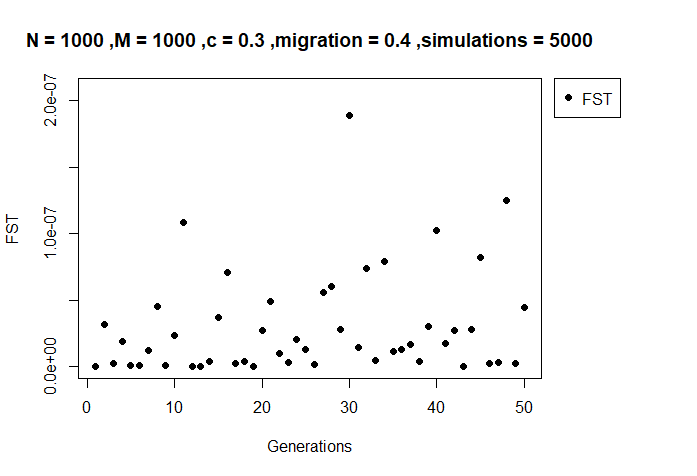 N = 1000 ,M = 1000 ,c = 0.3 ,migration = 0.4 ,simulations = 5000
FST
2.0e-07
1.0e-07
0.0e+00
FST
0 10 20 30 40 50
Generations